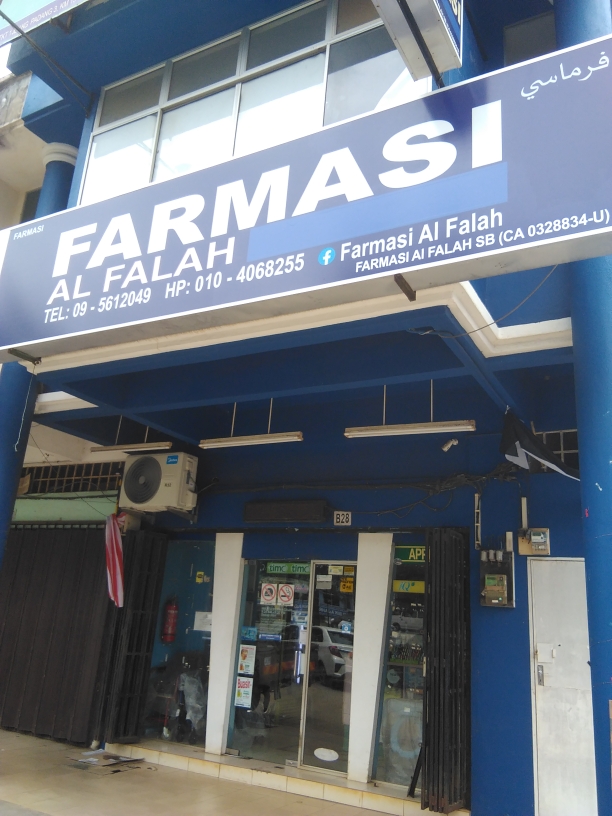 فرماسي
FARMASI
FARMASI
AL FALAH
TEL: 09 - 5612049 HP: 010 - 4068255
Farmasi Al Falah
FARMASI Al FALAH SB (CA 0328834-U)
B28